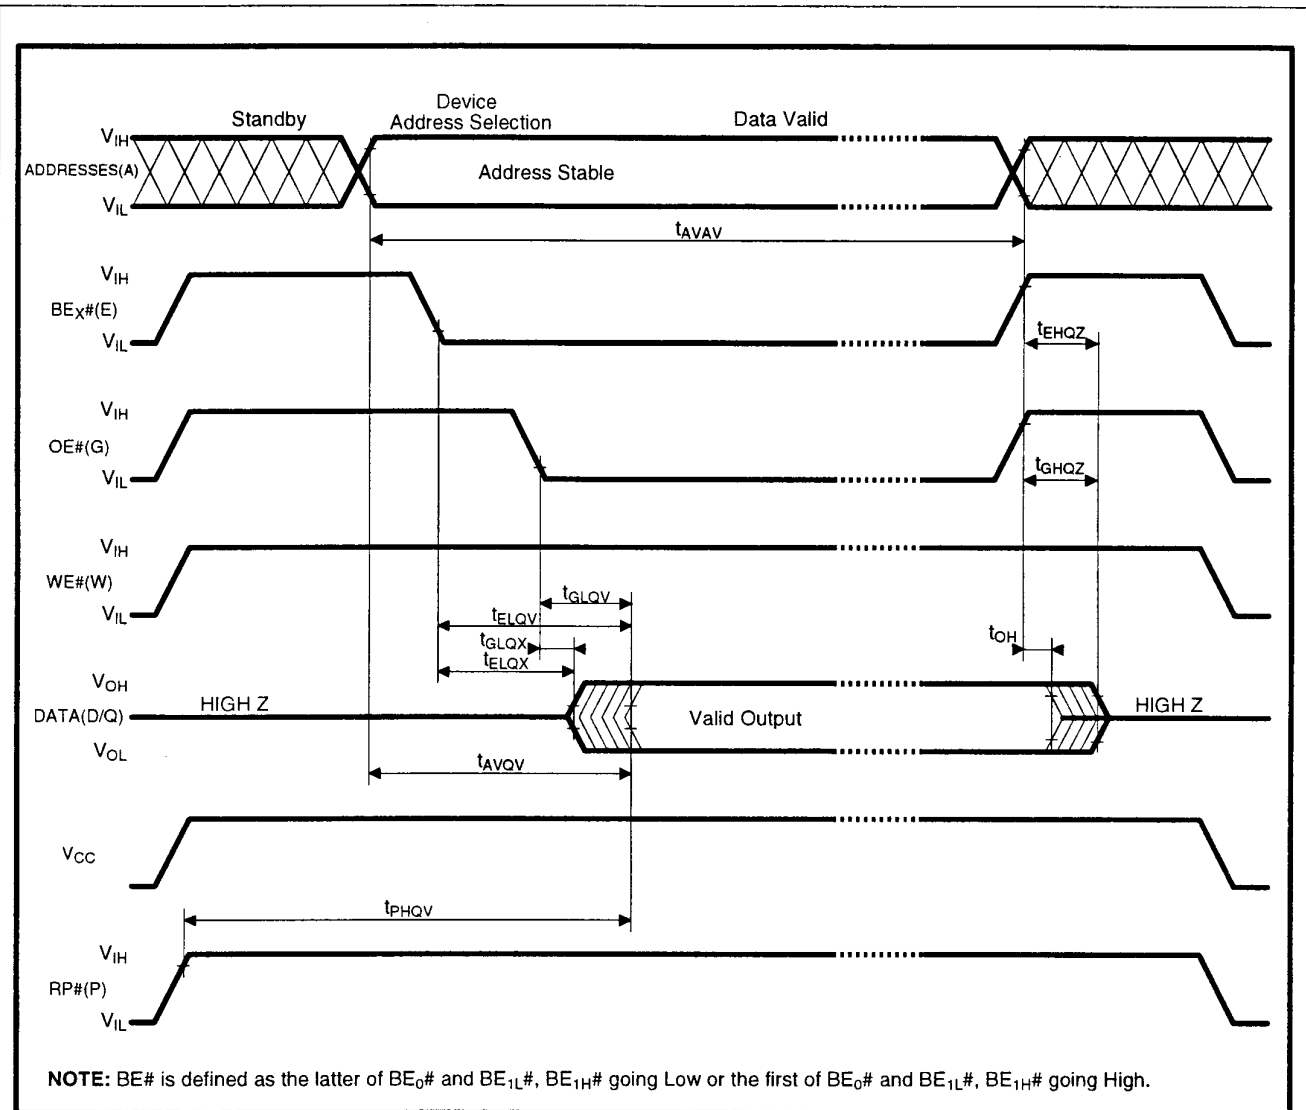 Standby
Device
Address Selection
Data Valid
VIH
ADDRESSES(A)
Address Stable
VIL
tAVAV
VIH
BEX#(E)
VIL
tEHQZ
VIH
OE#(G)
VIL
tGHQZ
VIH
WE#(W)
VIL
tGLQV
tELQV
tGLQX
tELQX
tOH
VOH
DATA(D/Q)
HIGH Z
Valid Output
HIGH Z
VOL
tAVQV
VCC
tPHQV
VIH
RP#(P)
VIL
NOTE: BE# is defined as the latter of BE0# and BE1L#, BE1H# going Low or the first of BE0# and BE1L#, BE1H# going High.